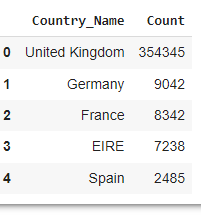 Country_Name Count
0 United Kingdom 354345
1 Germany 9042
2 France 8342
3 EIRE 7238
4 Spain 2485